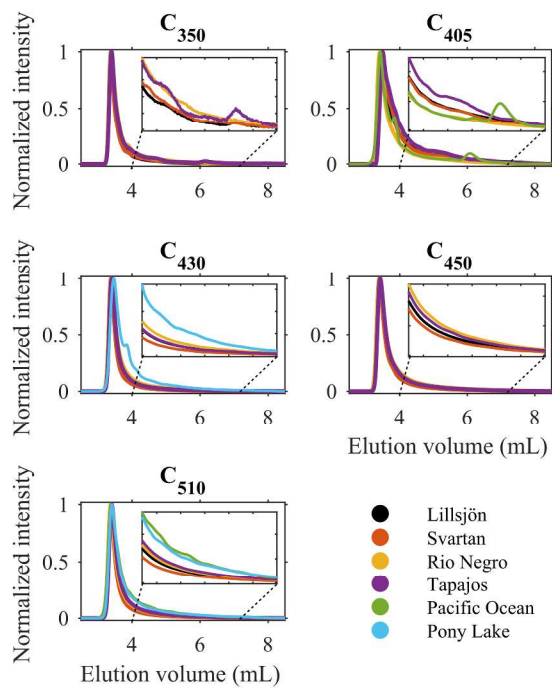 C350
C405
Normalized intensity
1
0.5
0
4
6
8
1
0.5
0
4
6
8
C430
C450
Normalized intensity
1
0.5
0
4
6
8
1
0.5
0
4
6
8
Elution volume (mL)
C510
Normalized intensity
1
0.5
0
4
6
8
Elution volume (mL)
Lillsjön
Svartan
Rio Negro
Tapajos
Pacific Ocean
Pony Lake